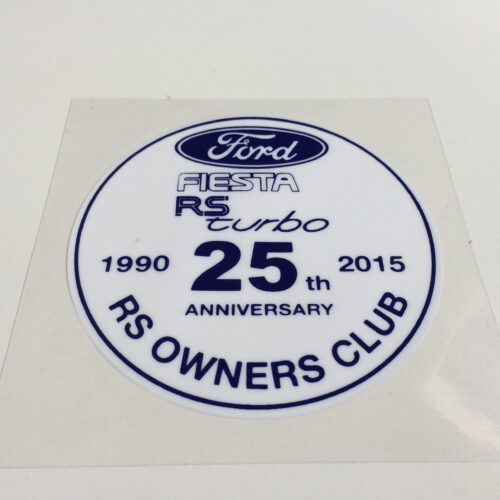 Ford
FIESTA
RS turbo
1990 25th 2015
ANNIVERSARY
RS OWNERS CLUB